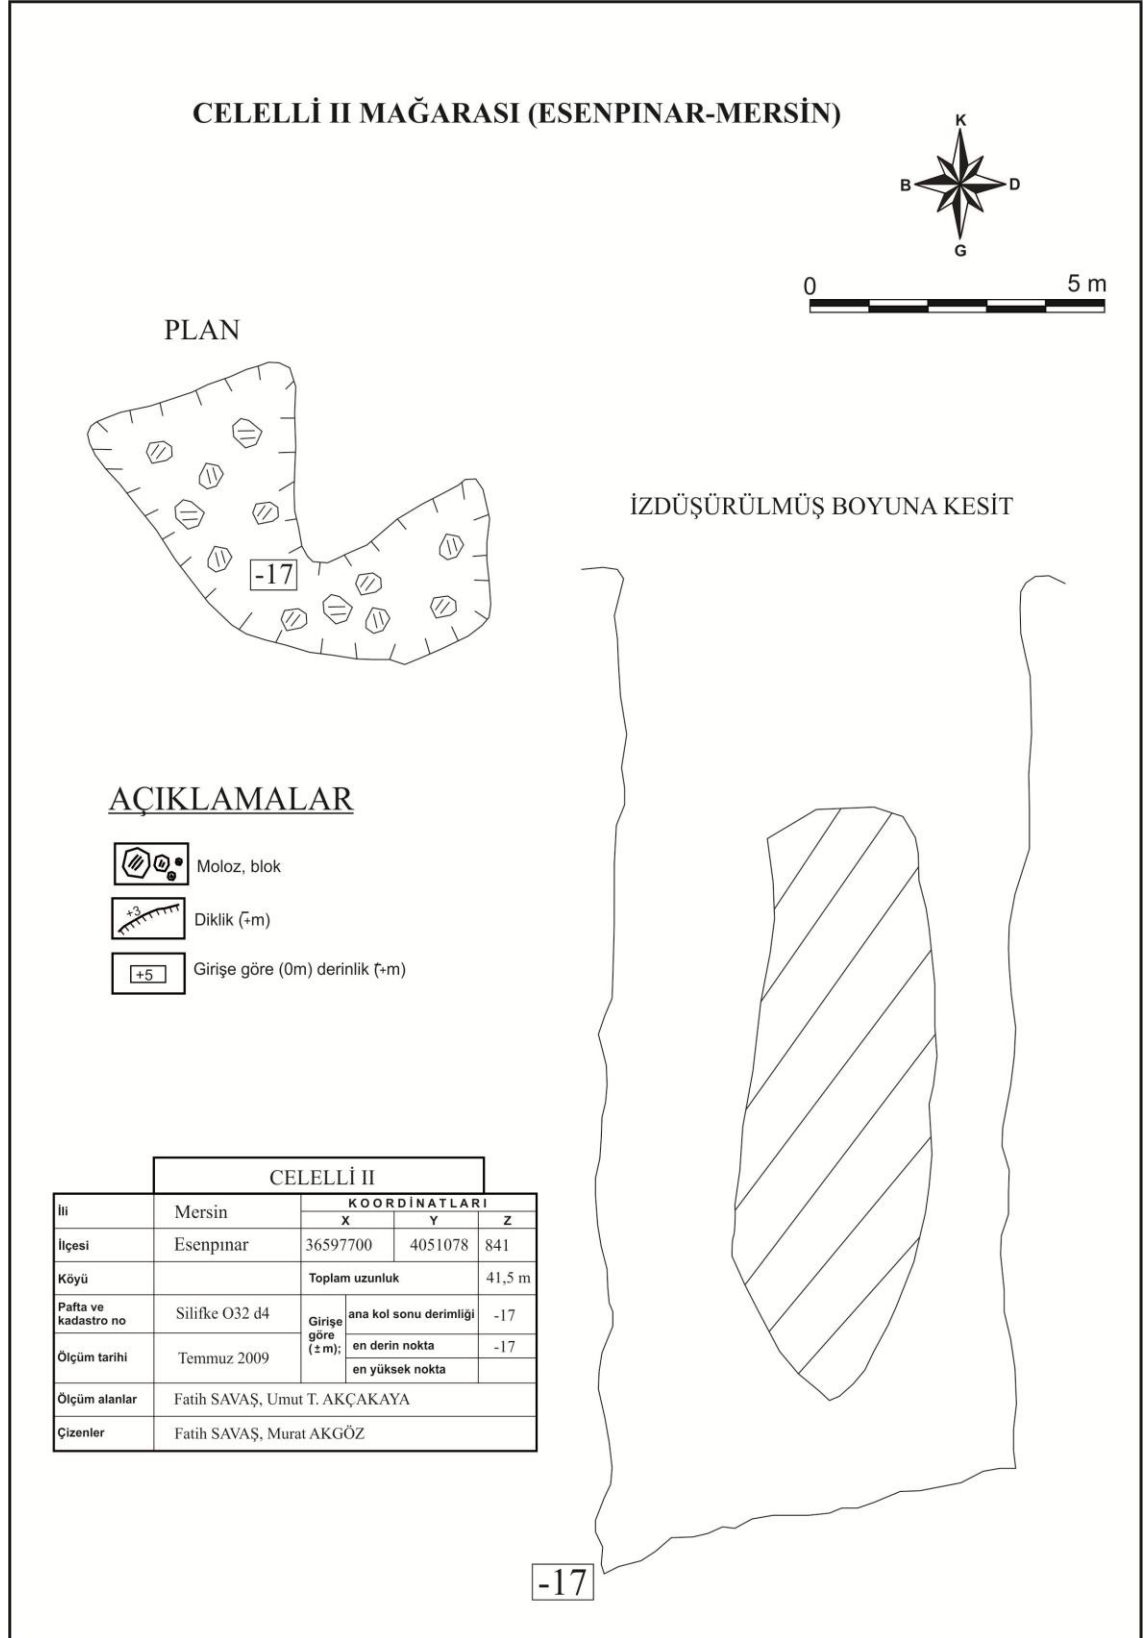 CELELLİ II MAĞARASI (ESENPINAR-MERSİN)
K
B D
G
0 5 m
PLAN
-17
İZDÜŞÜRÜLMÜŞ BOYUNA KESİT
AÇIKLAMALAR
Moloz, blok
+3 Diklik (∓m)
+5 Girişe göre (0m) derinlik (∓m)
CELELLİ II
İli Mersin KOORDİNATLARI
X Y Z
İlçesi Esenpınar 36597700 4051078 841
Köyü Toplam uzunluk 41,5 m
Pafta ve kadastro no Silifke O32 d4 Girişe göre (±m); ana kol sonu derimliği -17
Ölçüm tarihi Temmuz 2009 en derin nokta -17
en yüksek nokta
Ölçüm alanlar Fatih SAVAŞ, Umut T. AKÇAKAYA
Çizenler Fatih SAVAŞ, Murat AKGÖZ
-17